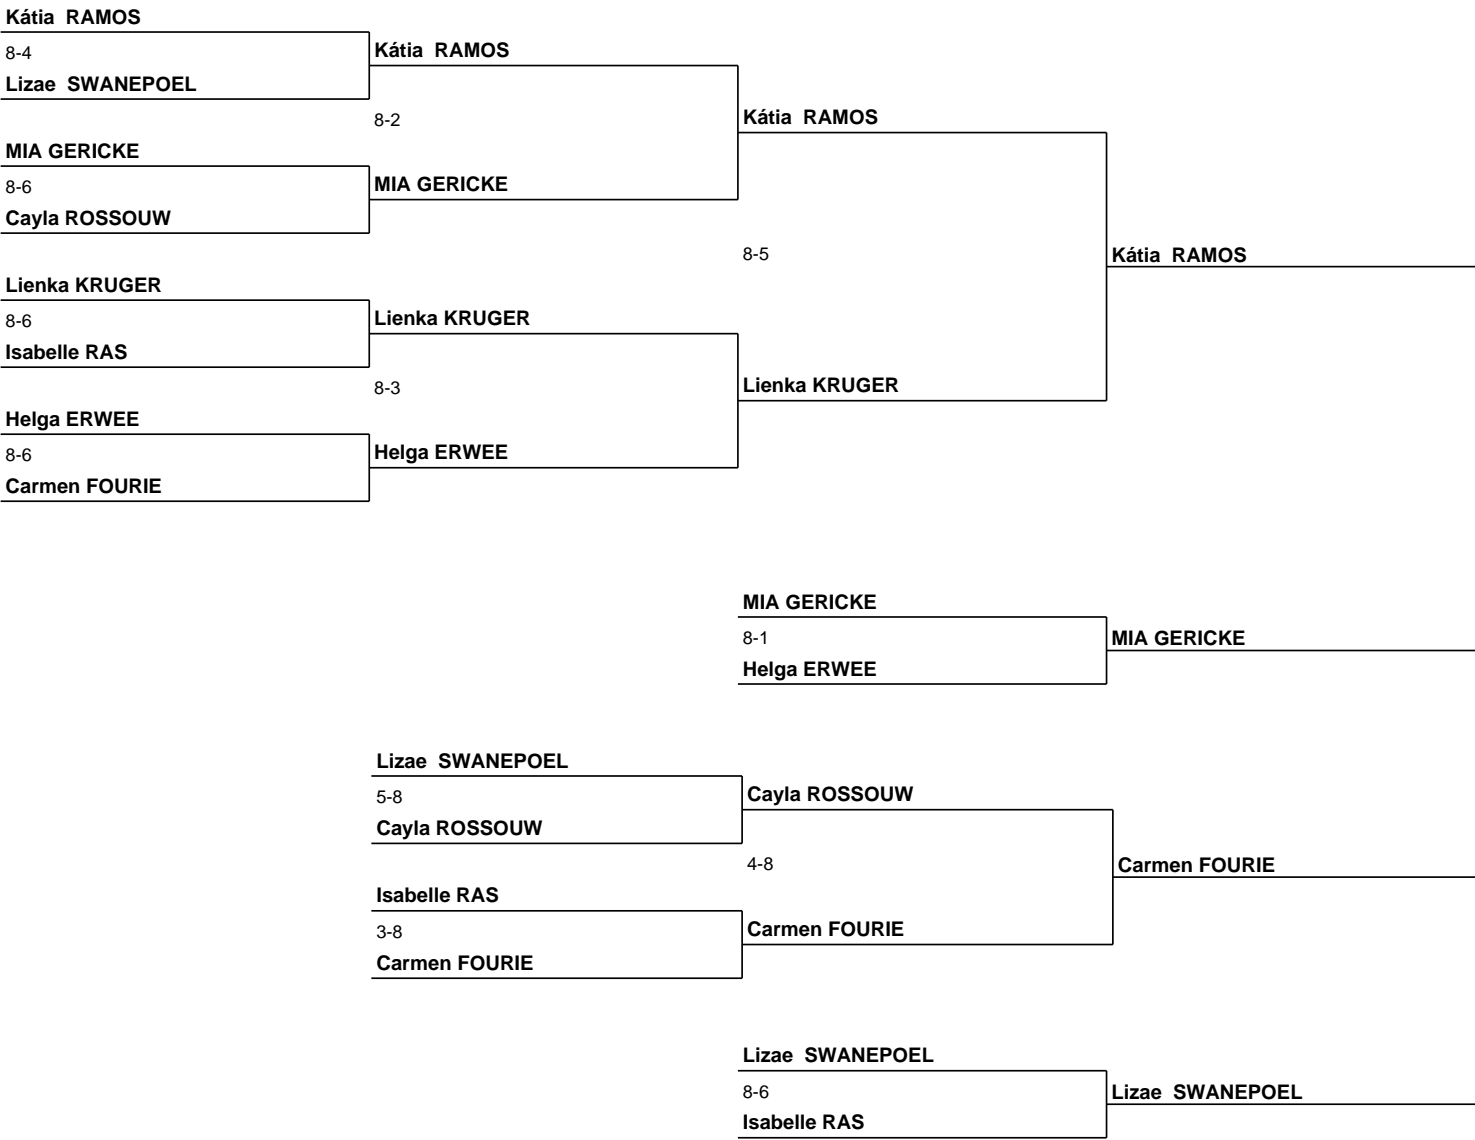 Kátia  RAMOS
8-4
Lizae  SWANEPOEL
Kátia  RAMOS
8-2
MIA GERICKE
8-6
Cayla ROSSOUW
MIA GERICKE
Kátia  RAMOS
8-5
Kátia  RAMOS
Lienka KRUGER
8-6
Isabelle RAS
Lienka KRUGER
8-3
Helga ERWEE
8-6
Carmen FOURIE
Helga ERWEE
Lienka KRUGER
MIA GERICKE
8-1
Helga ERWEE
MIA GERICKE
Lizae  SWANEPOEL
5-8
Cayla ROSSOUW
Cayla ROSSOUW
4-8
Isabelle RAS
3-8
Carmen FOURIE
Carmen FOURIE
Carmen FOURIE
Lizae  SWANEPOEL
8-6
Isabelle RAS
Lizae  SWANEPOEL